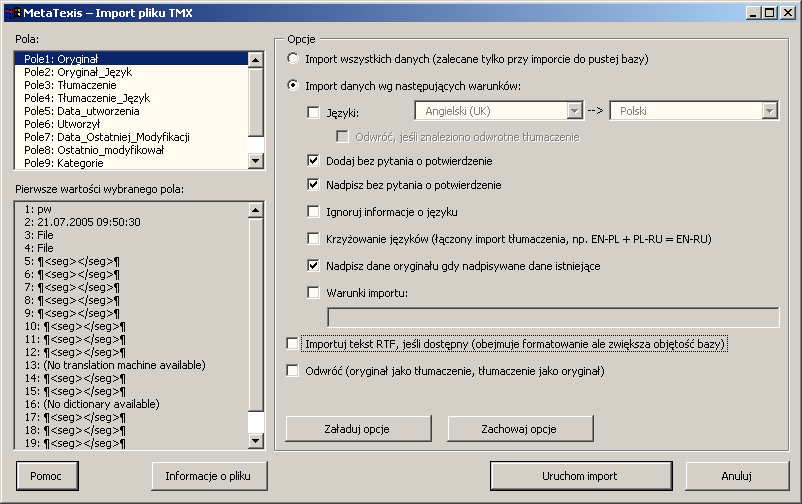 MetaTexis – Import pliku TMX
Pola:
Pole1: Oryginał
Pole2: Oryginał_Język
Pole3: Tłumaczenie
Pole4: Tłumaczenie_Język
Pole5: Data_utworzenia
Pole6: Utworzył
Pole7: Data_Ostatniej_Modyfikacji
Pole8: Ostatnio_modyfikował
Pole9: Kategorie
Pierwsze wartości wybranego pola:
1: pw
2: 21.07.2005 09:50:30
3: File
4: File
5: ¶<seg></seg>¶
6: ¶<seg></seg>¶
7: ¶<seg></seg>¶
8: ¶<seg></seg>¶
9: ¶<seg></seg>¶
10: ¶<seg></seg>¶
11: ¶<seg></seg>¶
12: ¶<seg></seg>¶
13: (No translation machine available)
14: ¶<seg></seg>¶
15: ¶<seg></seg>¶
16: (No dictionary available)
17: ¶<seg></seg>¶
18: ¶<seg></seg>¶
19: ¶<seg></seg>¶
Opcje
Import wszystkich danych (zalecane tylko przy imporcie do pustej bazy)
Import danych wg następujących warunków:
Języki: Angielski (UK) --> Polski
Odwróć, jeśli znaleziono odwrotne tłumaczenie
Dodaj bez pytania o potwierdzenie
Nadpisz bez pytania o potwierdzenie
Ignoruj informacje o języku
Krzyżowanie języków (łączony import tłumaczenia, np. EN-PL + PL-RU = EN-RU)
Nadpisz dane oryginału gdy nadpisywane dane istniejące
Warunki importu:
Importuj tekst RTF, jeśli dostępny (obejmuje formatowanie ale zwiększa objętość bazy)
Odwróć (oryginał jako tłumaczenie, tłumaczenie jako oryginał)
Załaduj opcje Zachowaj opcje
Pomoc Informacje o pliku Uruchom import Anuluj